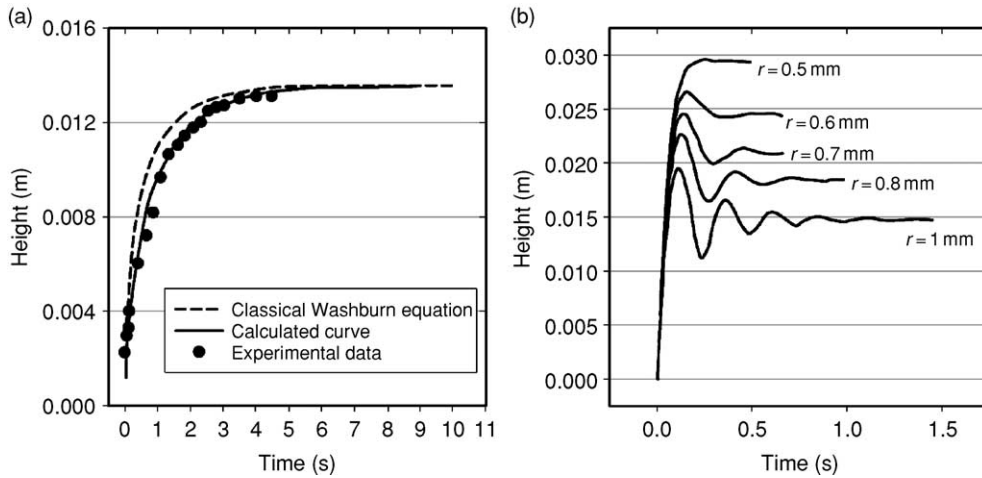 (a)
0.016
0.012
0.008
0.004
0.000
Height (m)
Classical Washburn equation
Calculated curve
Experimental data
0 1 2 3 4 5 6 7 8 9 10 11
Time (s)
(b)
0.030
0.025
0.020
0.015
0.010
0.005
0.000
Height (m)
r = 0.5 mm
r = 0.6 mm
r = 0.7 mm
r = 0.8 mm
r = 1 mm
0.0 0.5 1.0 1.5
Time (s)